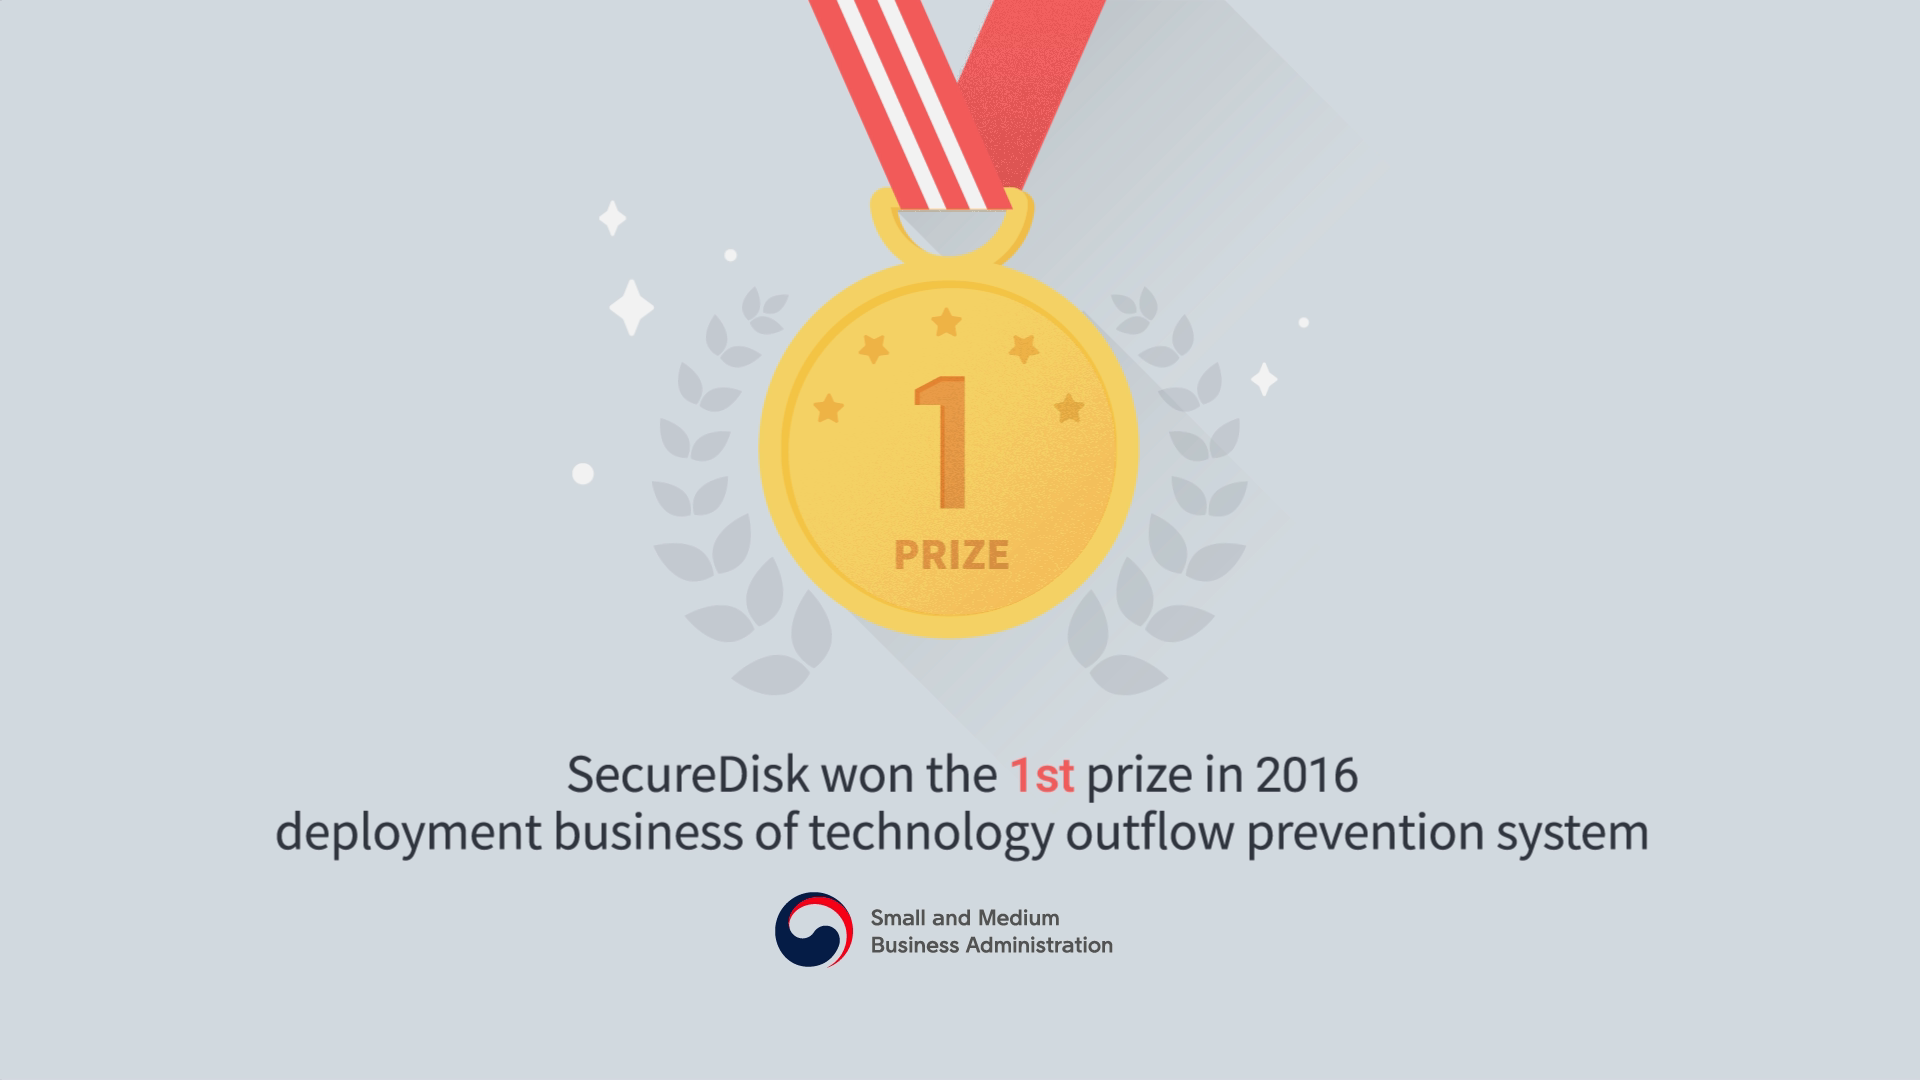 1
PRIZE
SecureDisk won the 1st prize in 2016
deployment business of technology outflow prevention system
Small and Medium
Business Administration